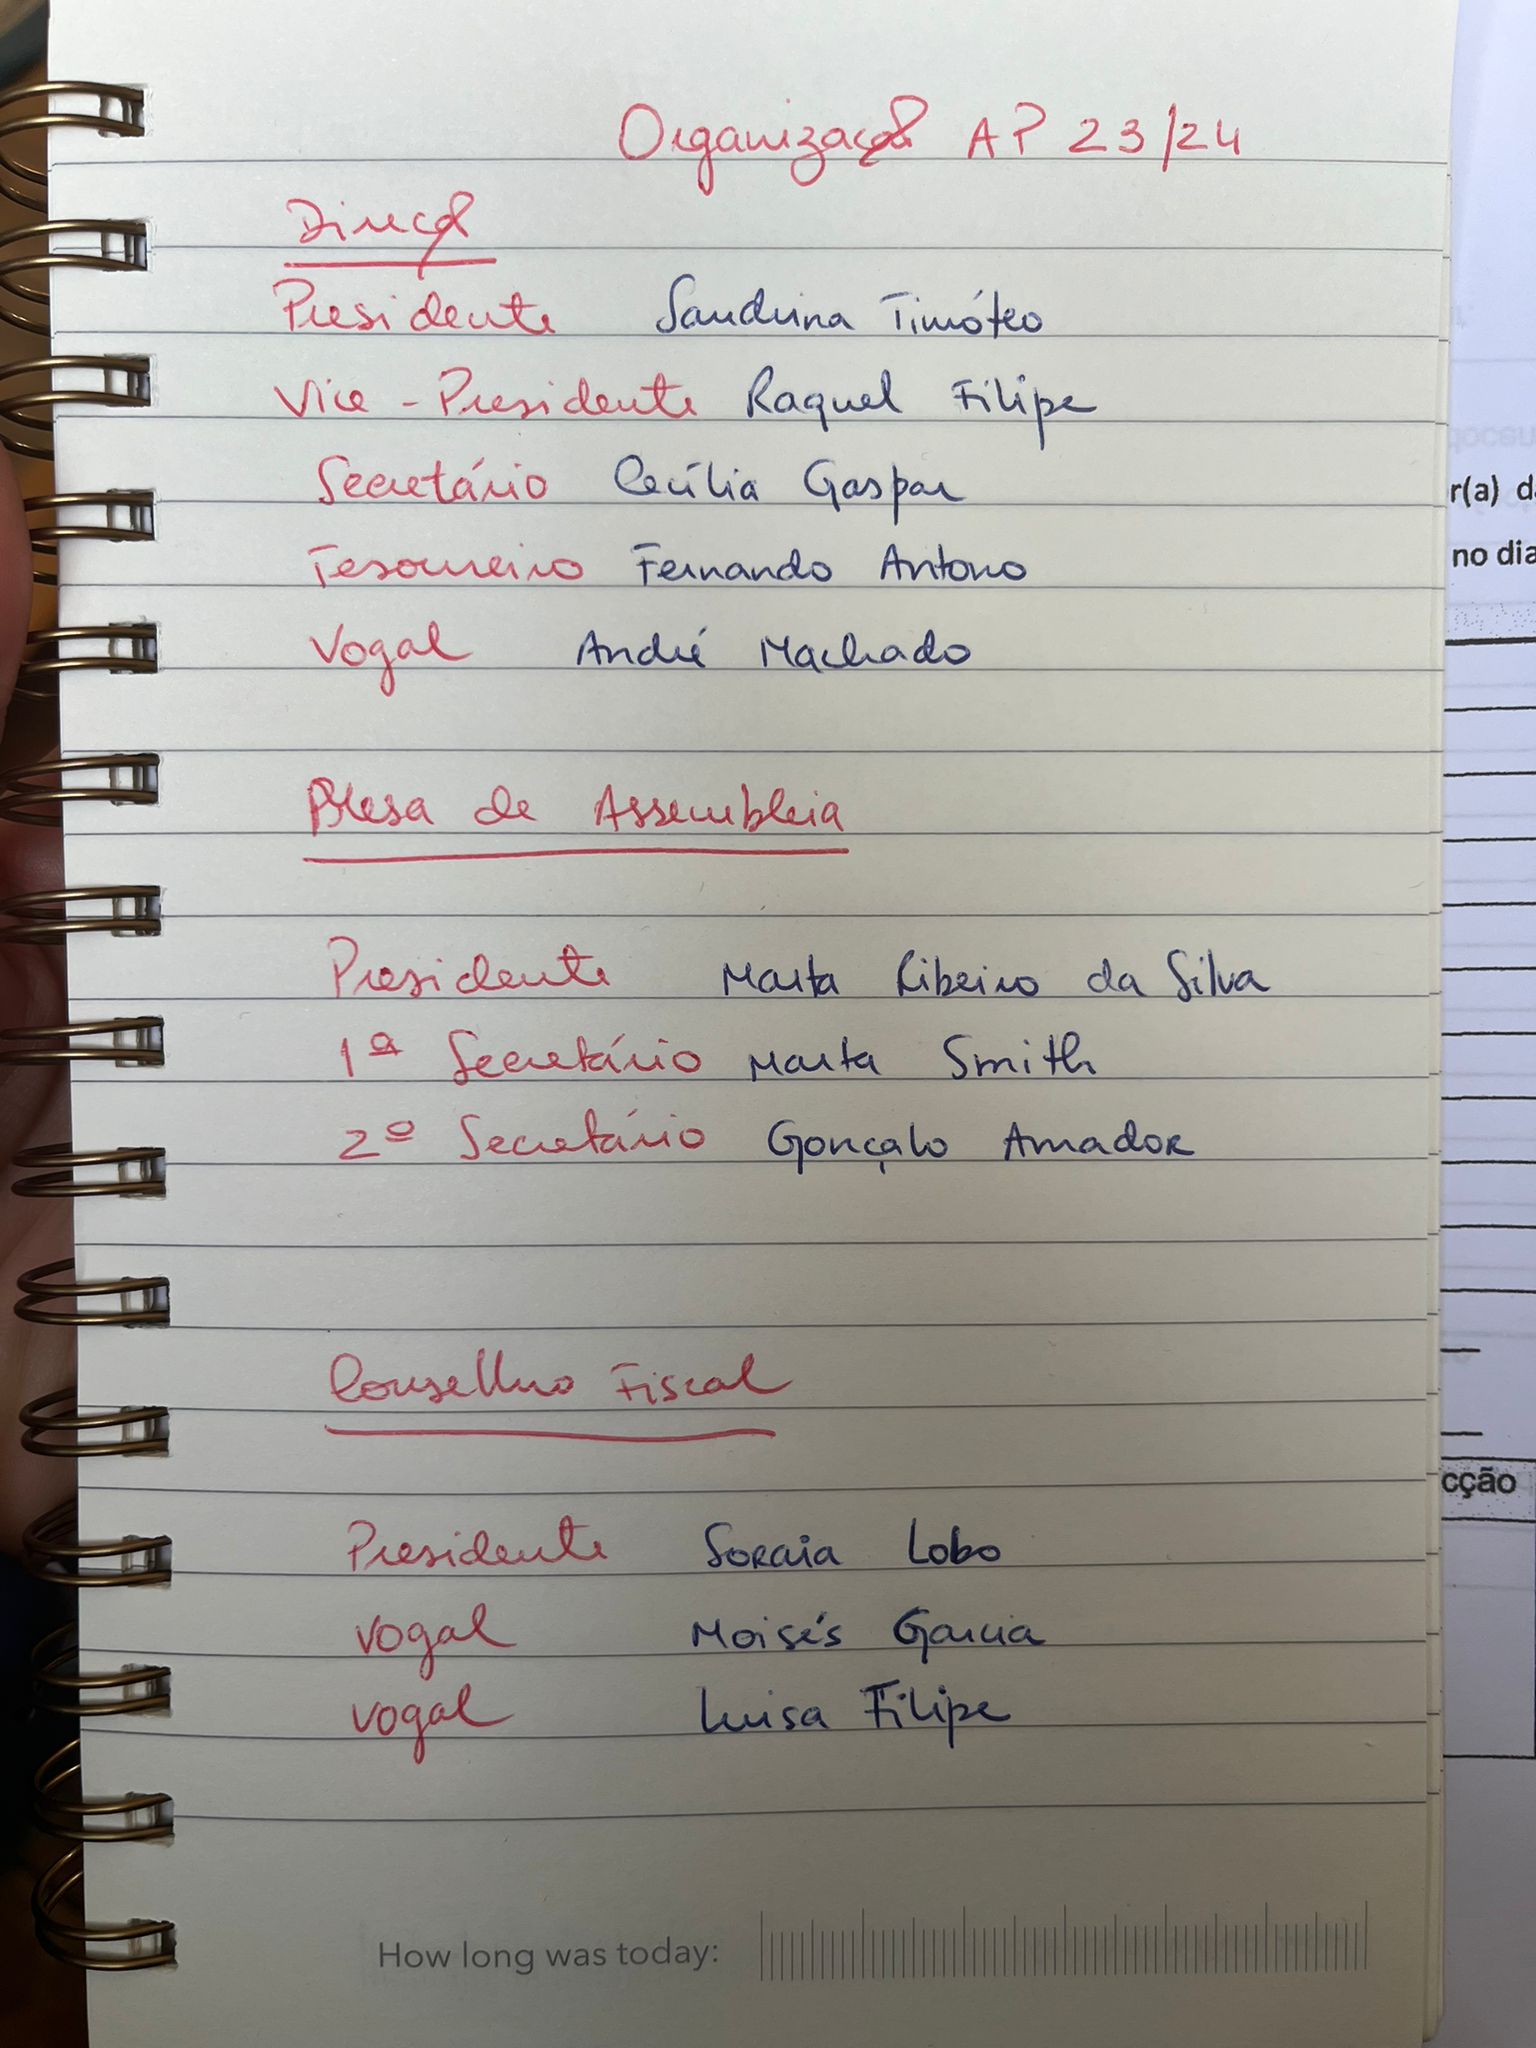 Organização AP 23/24
Direção
Presidente Sandrina Timóteo
Vice-Presidente Raquel Filipe
Secretário Cecília Gaspar
Tesoureiro Fernando Antono
Vogal André Machado
Mesa de Assembleia
Presidente Marta Ribeiro da Silva
1ª Secretário Marta Smith
2º Secretário Gonçalo Amador
Conselho Fiscal
Presidente Soraia Lobo
Vogal Moisés Garcia
Vogal Luisa Filipe
How long was today:
r(a)
no dia
cção